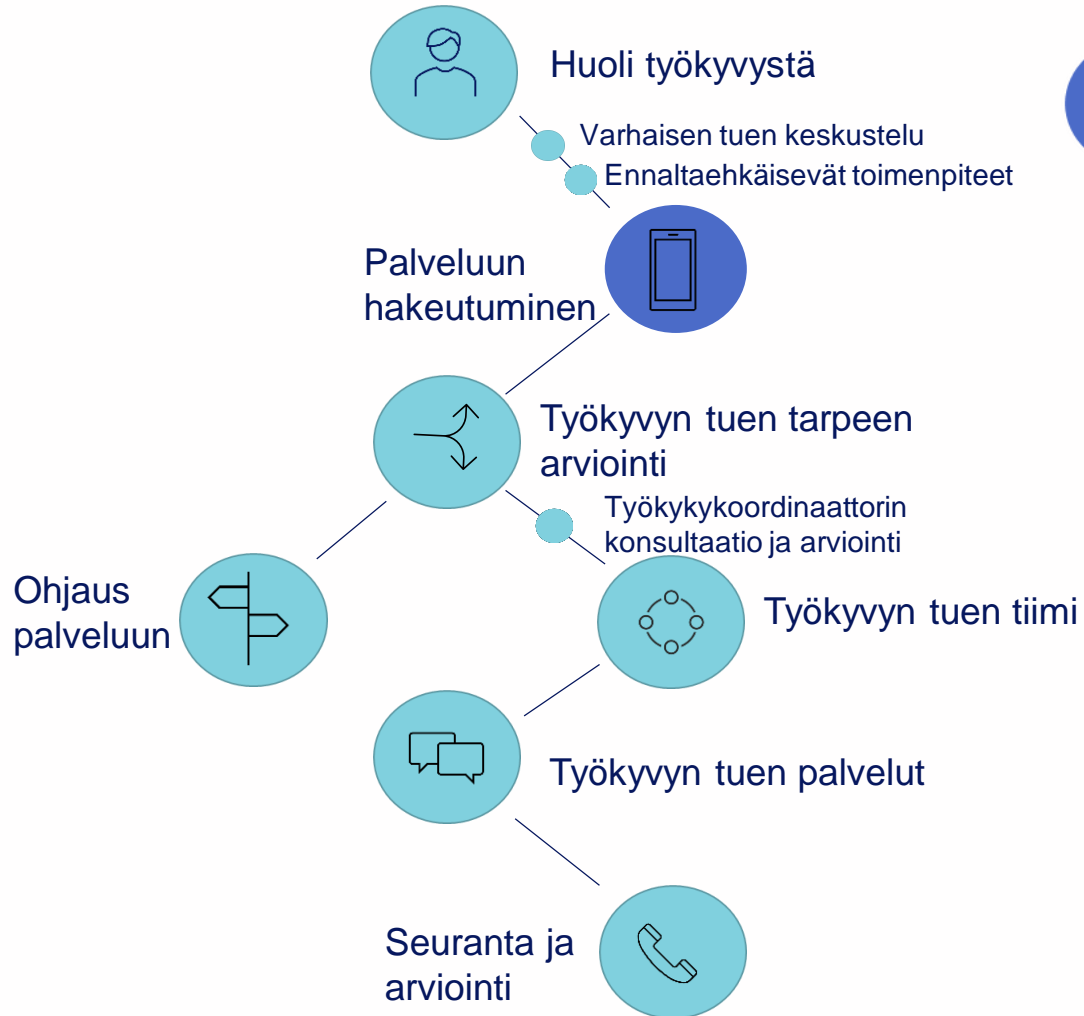 Huoli työkyvystä
Varhaisen tuen keskustelu
Ennaltaehkäisevät toimenpiteet
Palveluun
hakeutuminen
Työkyvyn tuen tarpeen
arviointi
Työkykykoordinaattorin
konsultaatio ja arviointi
Ohjaus
palveluun
Työkyvyn tuen tiimi
Työkyvyn tuen palvelut
Seuranta ja
arviointi